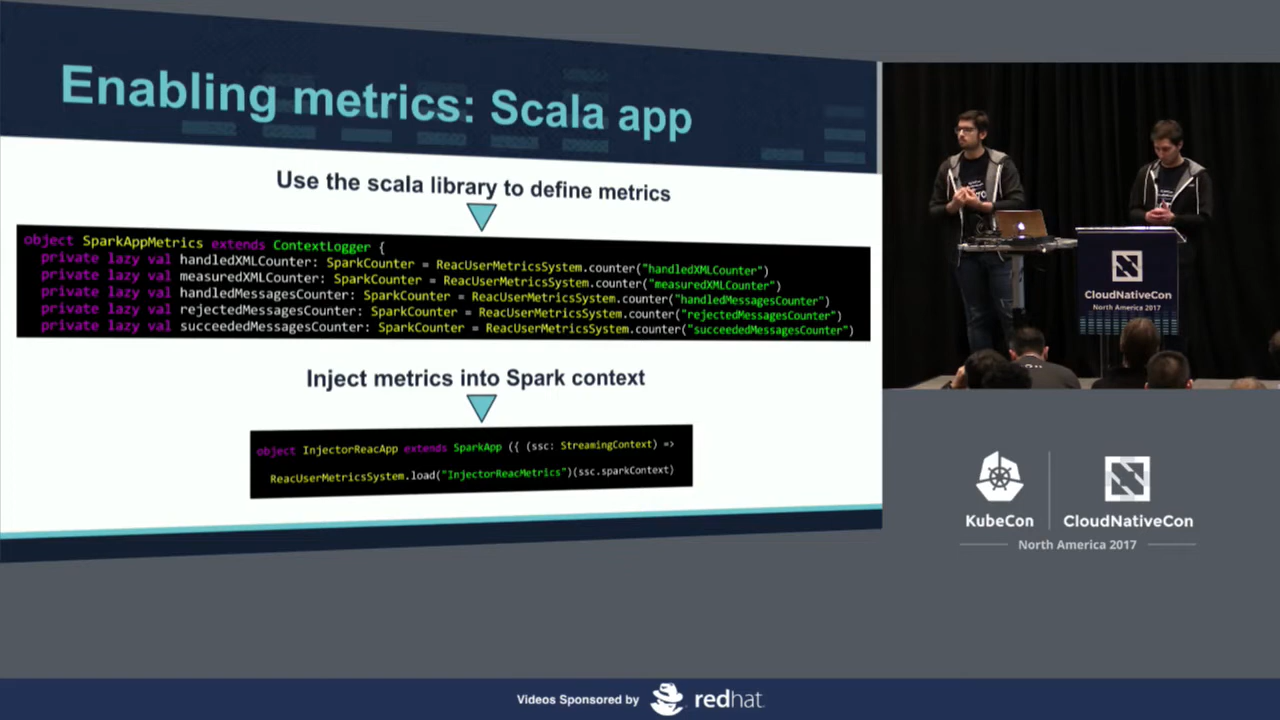 Enabling metrics: Scala app
Use the scala library to define metrics
object SparkAppMetrics extends ContextLogger {
private lazy val handledXMLCounter: SparkCounter = ReacUserMetricsSystem.counter("handledXMLCounter")
private lazy val measuredXMLCounter: SparkCounter = ReacUserMetricsSystem.counter("measuredXMLCounter")
private lazy val handledMessagesCounter: SparkCounter = ReacUserMetricsSystem.counter("handledMessagesCounter")
private lazy val rejectedMessagesCounter: SparkCounter = ReacUserMetricsSystem.counter("rejectedMessagesCounter")
private lazy val succeededMessagesCounter: SparkCounter = ReacUserMetricsSystem.counter("succeededMessagesCounter")
Inject metrics into Spark context
object InjectorReacApp extends SparkApp ({ (ssc: StreamingContext) =>
ReacUserMetricsSystem.load("InjectorReacMetrics")(ssc.sparkContext)
CloudNativeCon
North America 2017
KubeCon
CloudNativeCon
North America 2017
Videos Sponsored by
redhat